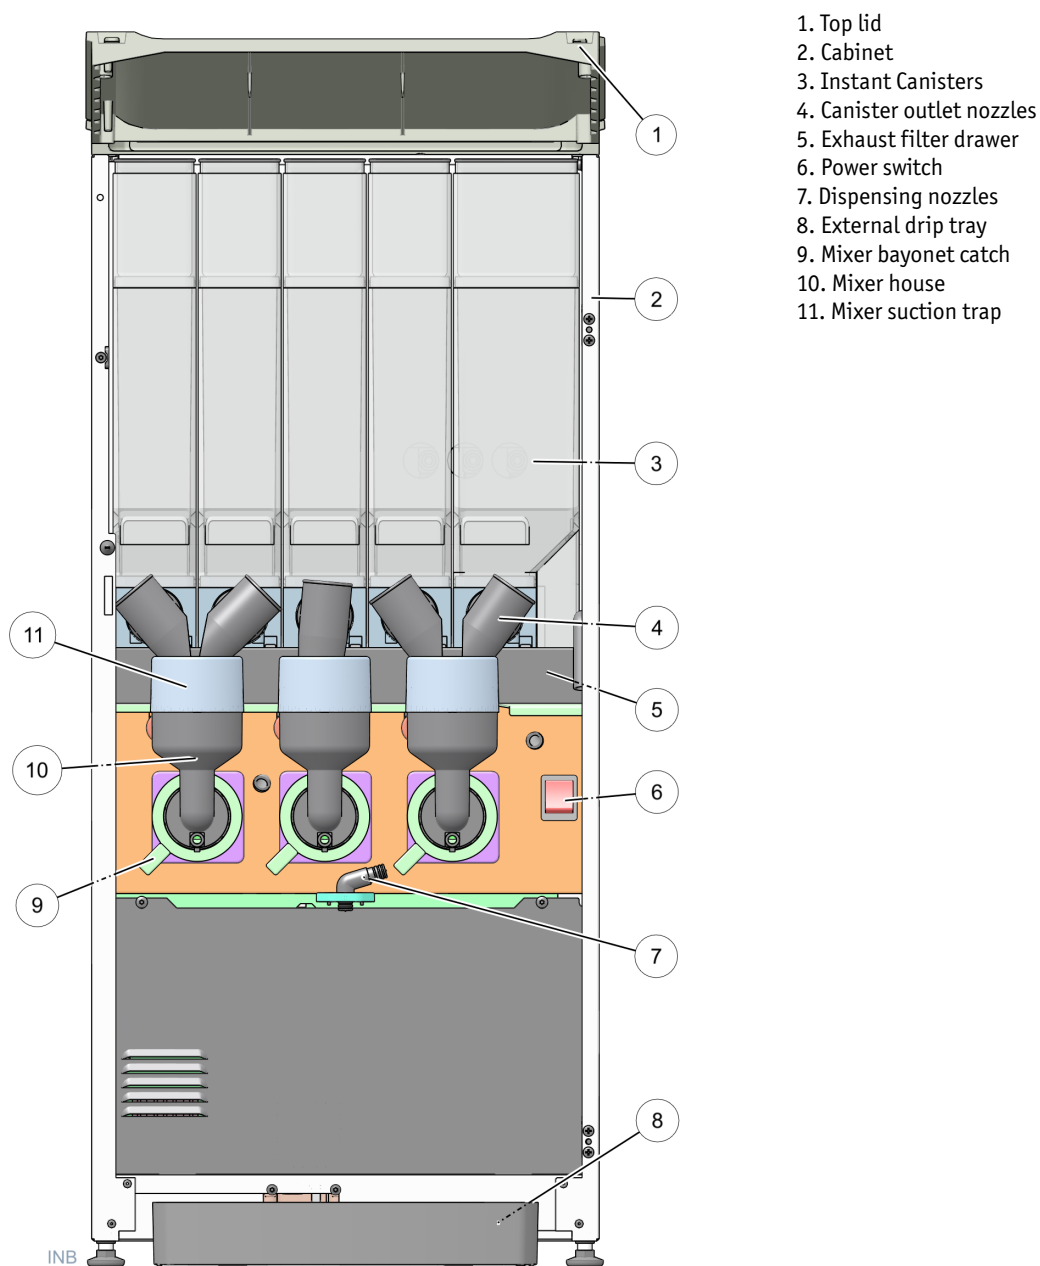 1. Top lid
2. Cabinet
3. Instant Canisters
4. Canister outlet nozzles
5. Exhaust filter drawer
6. Power switch
7. Dispensing nozzles
8. External drip tray
9. Mixer bayonet catch
10. Mixer house
11. Mixer suction trap
1
2
3
4
11
5
10
6
9
7
8
INB